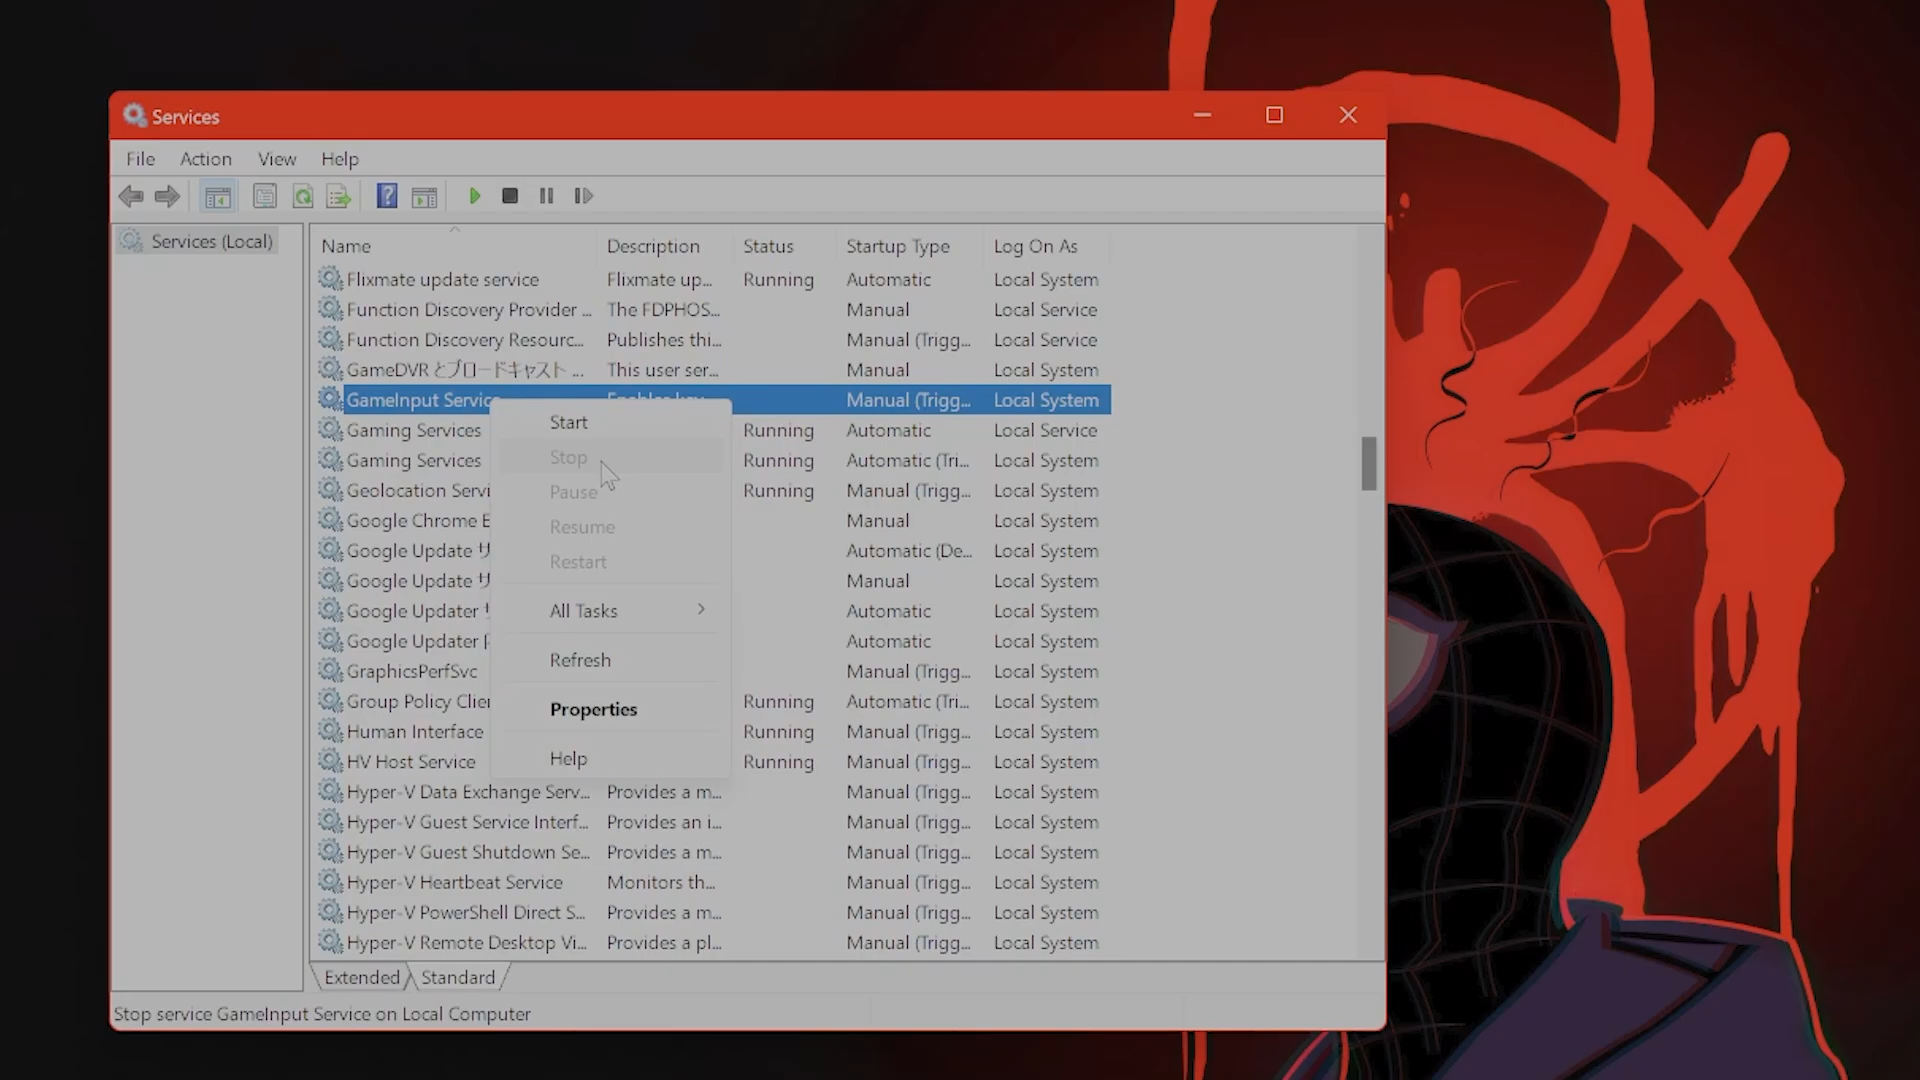 Services
File Action View Help
Services (Local)
Name Description Status Startup Type Log On As
Flixmate update service Flixmate up... Running Automatic Local System
Function Discovery Provider ... The FDPHOS... Manual Local Service
Function Discovery Resourc... Publishes thi... Manual (Trigg... Local Service
GameDVR とブロードキャスト ... This user ser... Manual Local System
GameInput Service Manual (Trigg... Local System
Gaming Services Running Automatic Local Service
Gaming Services Running Automatic (Tri... Local System
Geolocation Servi Running Manual (Trigg... Local System
Google Chrome E Manual Local System
Google Update サ Automatic (De... Local System
Google Update サ Manual Local System
Google Updater Automatic Local System
Google Updater Automatic Local System
GraphicsPerfSvc Manual (Trigg... Local System
Group Policy Clie Running Automatic (Tri... Local System
Human Interface Running Manual (Trigg... Local System
HV Host Service Running Manual (Trigg... Local System
Hyper-V Data Exchange Serv... Provides a m... Manual (Trigg... Local System
Hyper-V Guest Service Interf... Provides an i... Manual (Trigg... Local System
Hyper-V Guest Shutdown Se... Provides a m... Manual (Trigg... Local System
Hyper-V Heartbeat Service Monitors th... Manual (Trigg... Local System
Hyper-V PowerShell Direct S... Provides a m... Manual (Trigg... Local System
Hyper-V Remote Desktop Vi... Provides a pl... Manual (Trigg... Local System
Start
Stop
Pause
Resume
Restart
All Tasks
Refresh
Properties
Help
Extended Standard
Stop service GameInput Service on Local Computer